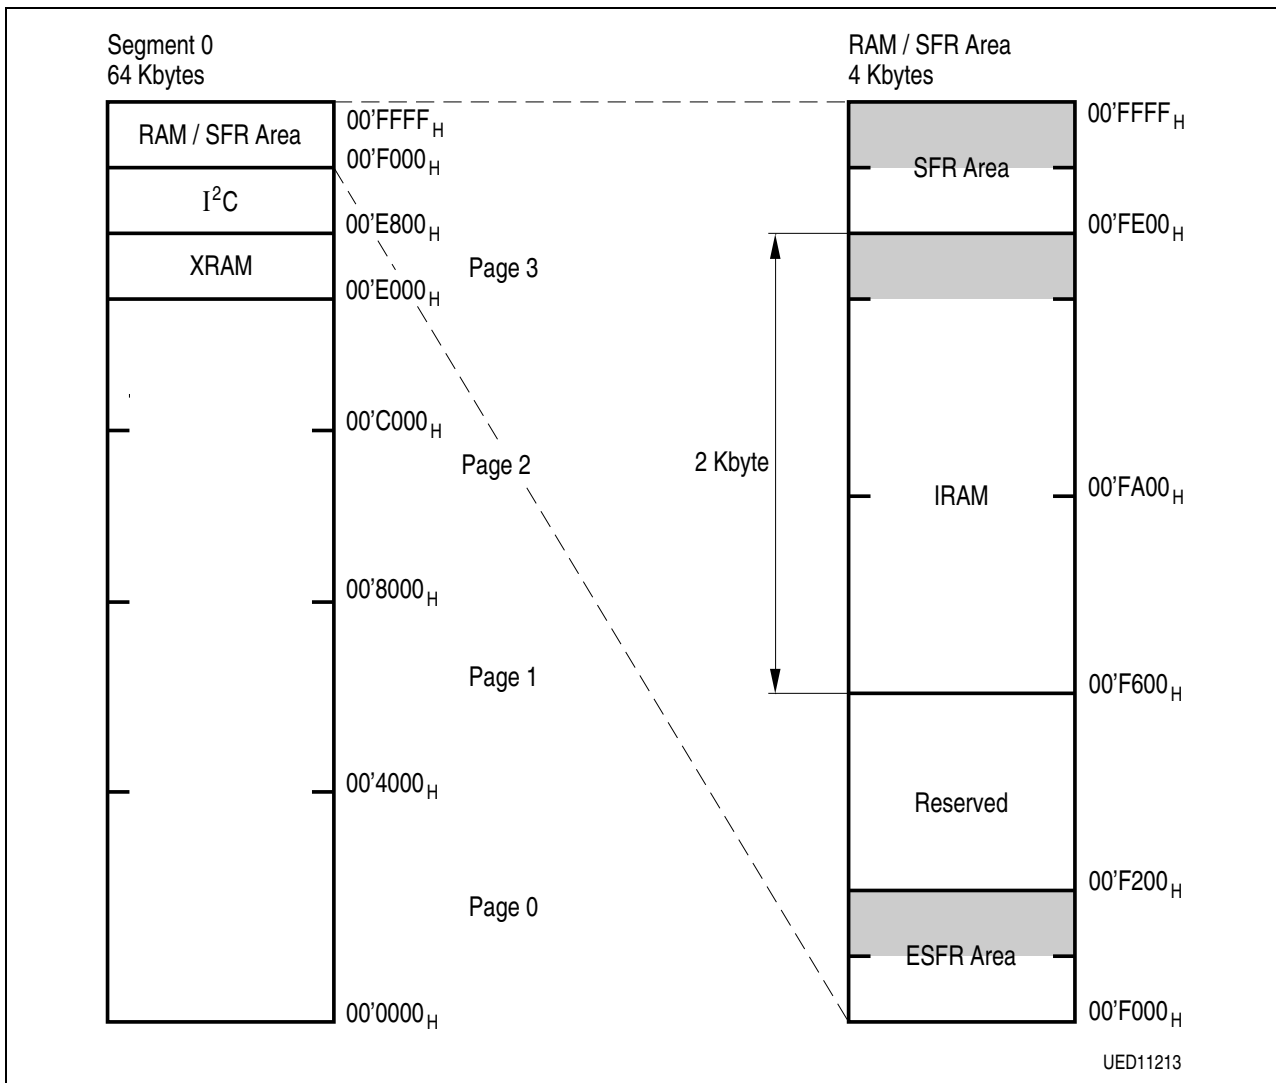 Segment 0
64 Kbytes
RAM / SFR Area
00'FFFF H
00'F000 H
I²C
00'E800 H
XRAM
00'E000 H
Page 3
00'C000 H
Page 2
00'8000 H
Page 1
00'4000 H
Page 0
00'0000 H
RAM / SFR Area
4 Kbytes
00'FFFF H
SFR Area
00'FE00 H
2 Kbyte
IRAM
00'FA00 H
00'F600 H
Reserved
00'F200 H
ESFR Area
00'F000 H
UED11213